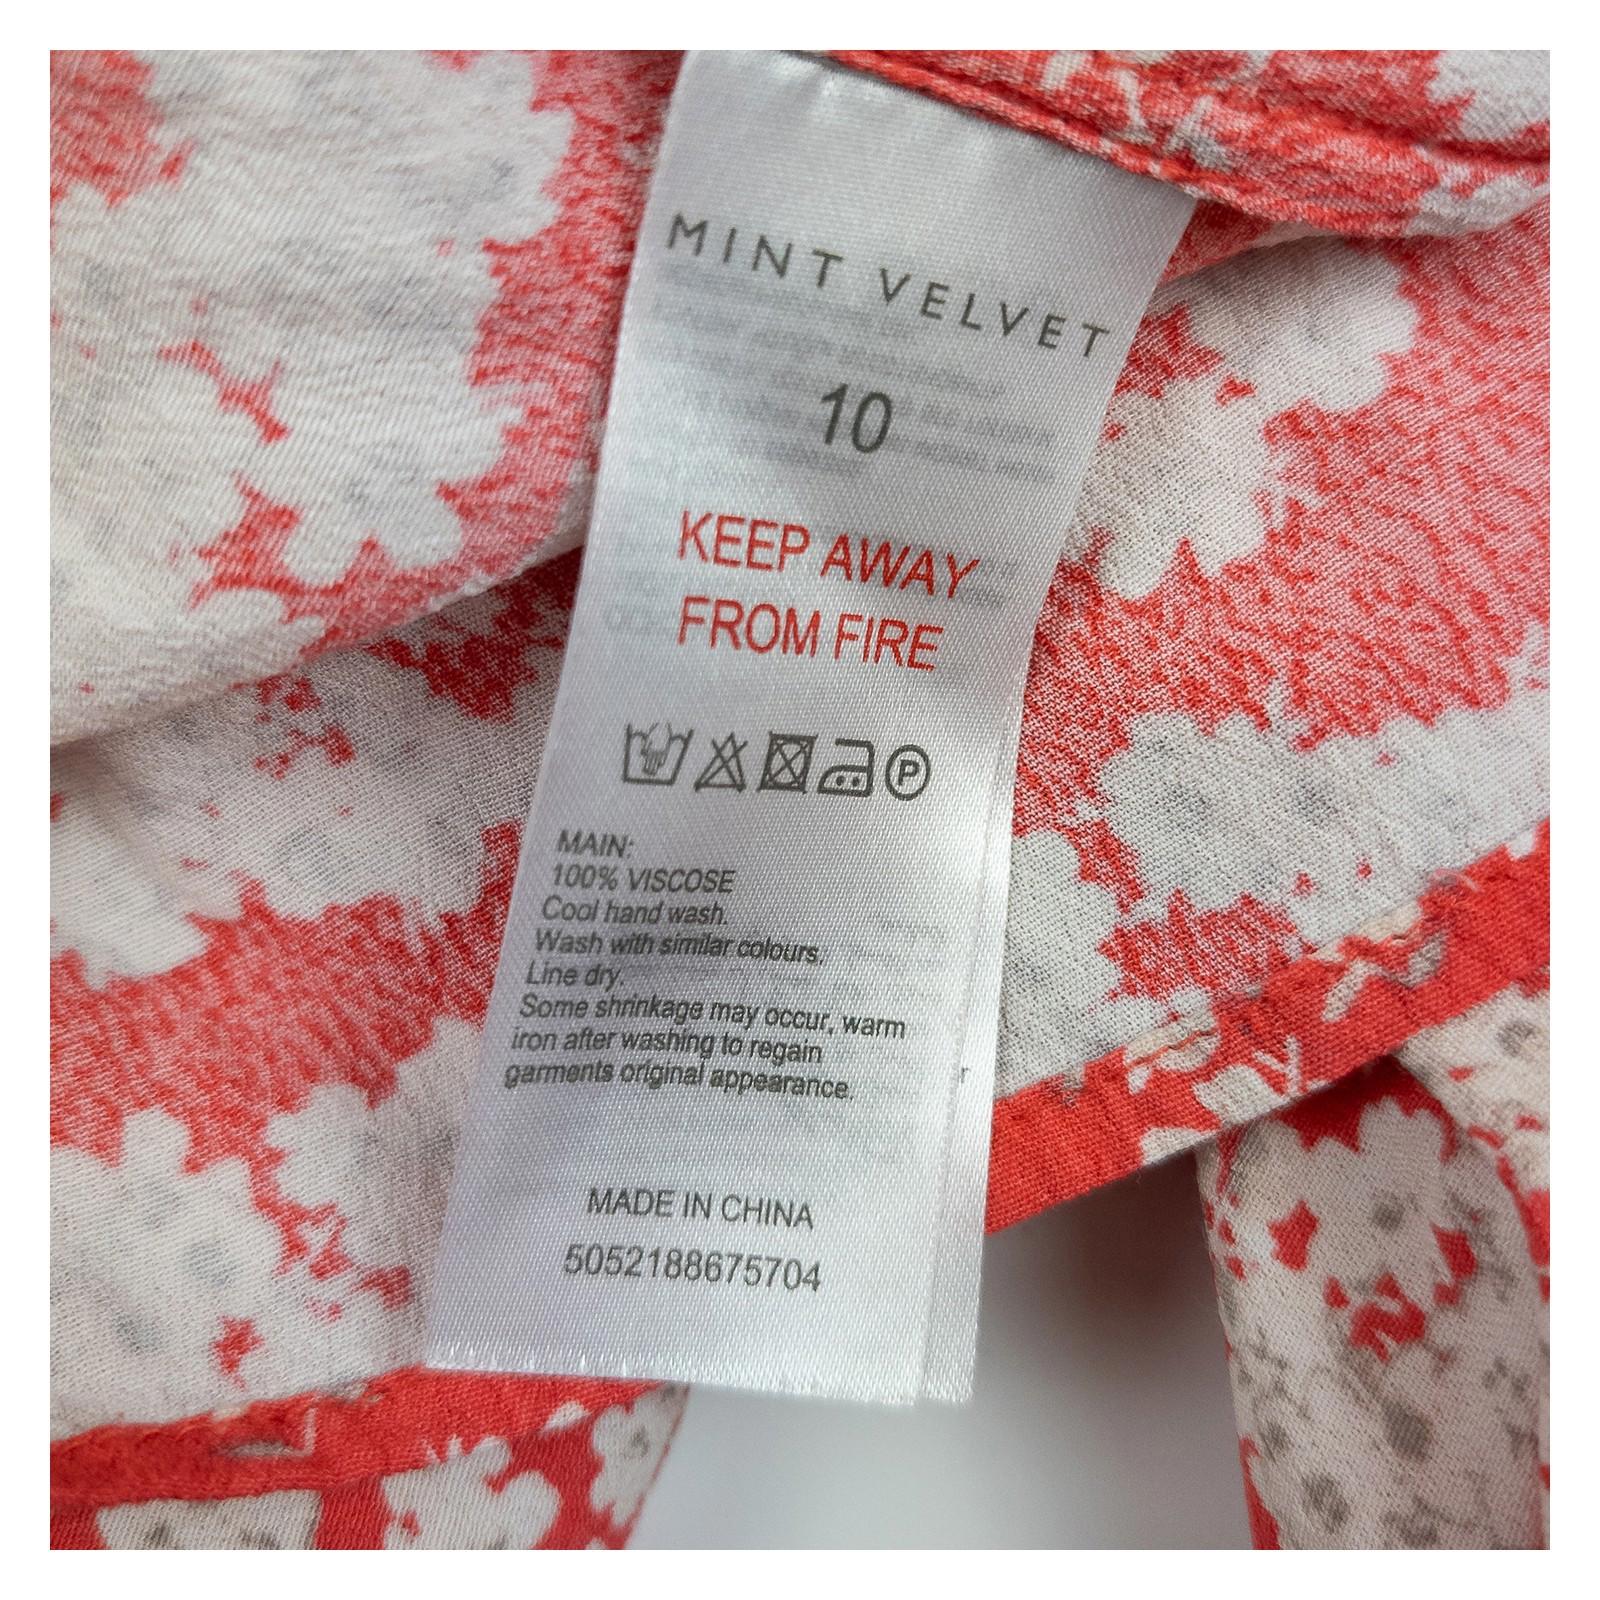 MINT VELVET
10
KEEP AWAY
FROM FIRE
P
MAIN:
100% VISCOSE
Cool hand wash.
Wash with similar colours.
Line dry.
Some shrinkage may occur, warm
iron after washing to regain
garments original appearance.
MADE IN CHINA
5052188675704